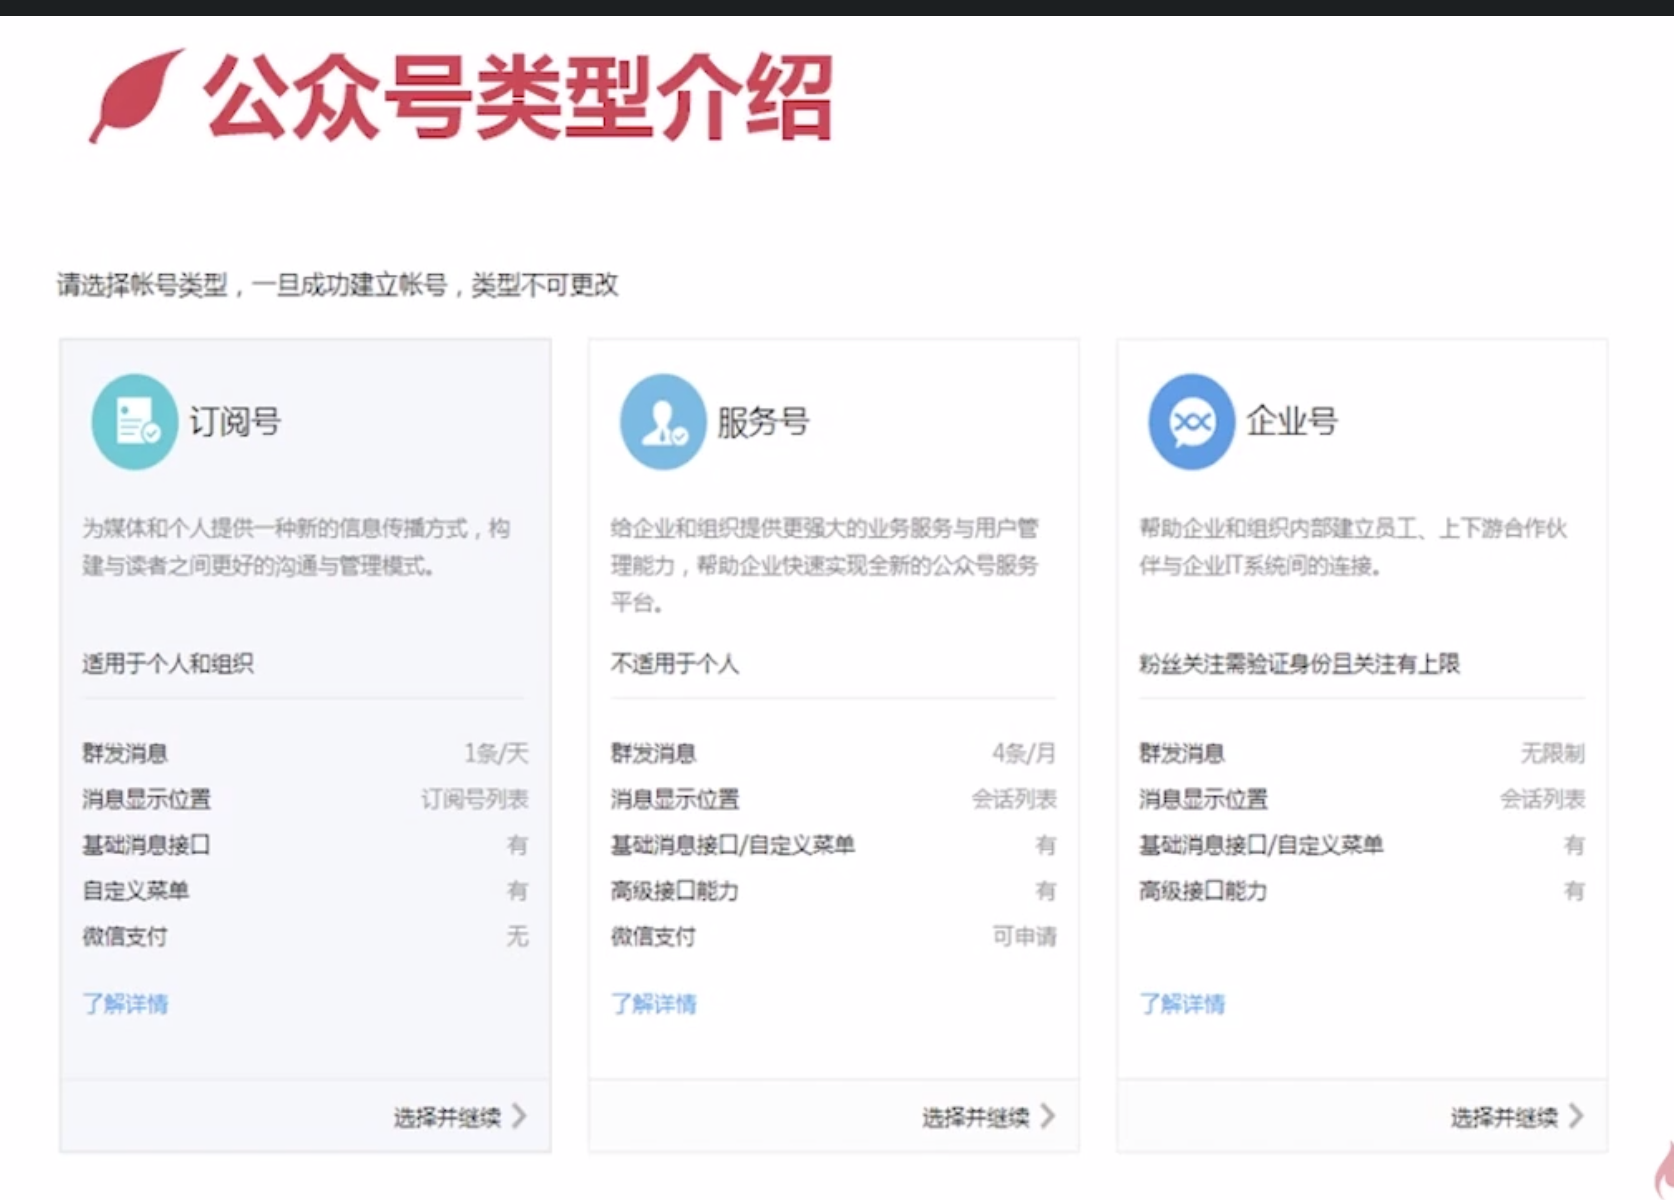 公众号类型介绍
请选择帐号类型，一旦成功建立帐号，类型不可更改
订阅号
为媒体和个人提供一种新的信息传播方式，构
建与读者之间更好的沟通与管理模式。
适用于个人和组织
群发消息 1条/天
消息显示位置 订阅号列表
基础消息接口 有
自定义菜单 有
微信支付 无
了解详情
选择并继续
服务号
给企业和组织提供更强大的业务服务与用户管
理能力，帮助企业快速实现全新的公众号服务
平台。
不适用于个人
群发消息 4条/月
消息显示位置 会话列表
基础消息接口/自定义菜单 有
高级接口能力 有
微信支付 可申请
了解详情
选择并继续
企业号
帮助企业和组织内部建立员工、上下游合作伙
伴与企业IT系统间的连接。
粉丝关注需验证身份且关注有上限
群发消息 无限制
消息显示位置 会话列表
基础消息接口/自定义菜单 有
高级接口能力 有
了解详情
选择并继续